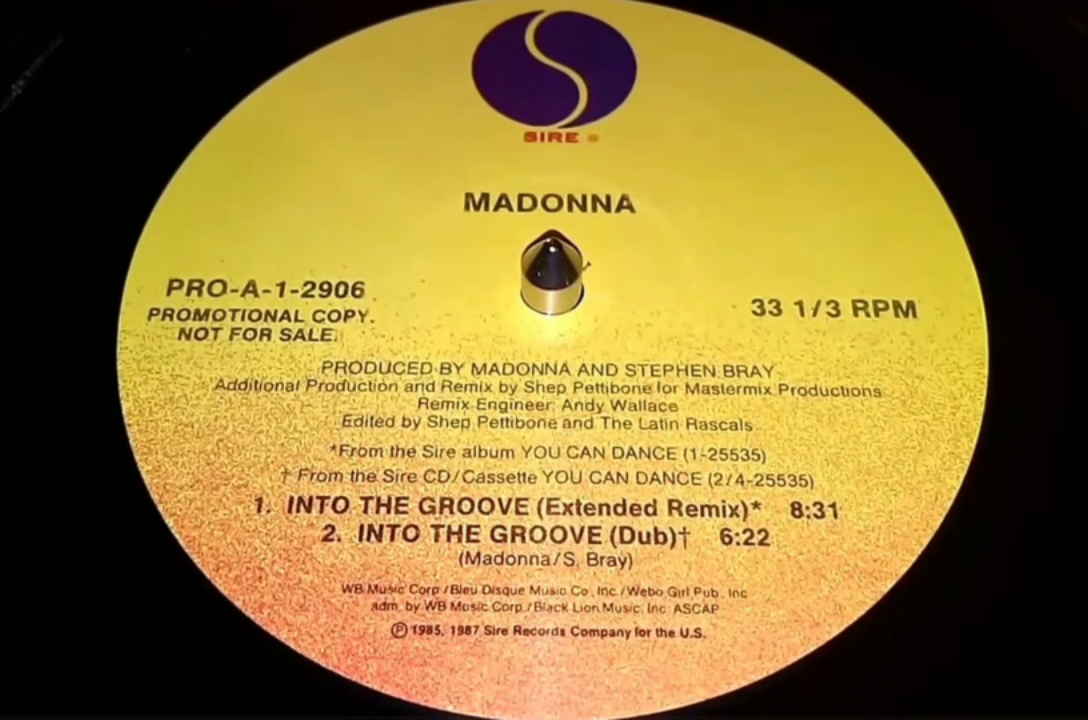 SIRE ®
MADONNA
PRO-A-1-2906
PROMOTIONAL COPY.
NOT FOR SALE.
33 1/3 RPM
PRODUCED BY MADONNA AND STEPHEN BRAY
Additional Production and Remix by Shep Pettibone for Mastermix Productions
Remix Engineer: Andy Wallace
Edited by Shep Pettibone and The Latin Rascals
*From the Sire album YOU CAN DANCE (1-25535)
† From the Sire CD/Cassette YOU CAN DANCE (2/4-25535)
1. INTO THE GROOVE (Extended Remix)* 8:31
2. INTO THE GROOVE (Dub)† 6:22
(Madonna/S. Bray)
WB Music Corp./Bleu Disque Music Co., Inc./Webo Girl Pub., Inc.
adm. by WB Music Corp./Black Lion Music, Inc. ASCAP
Ⓟ 1985, 1987 Sire Records Company for the U.S.